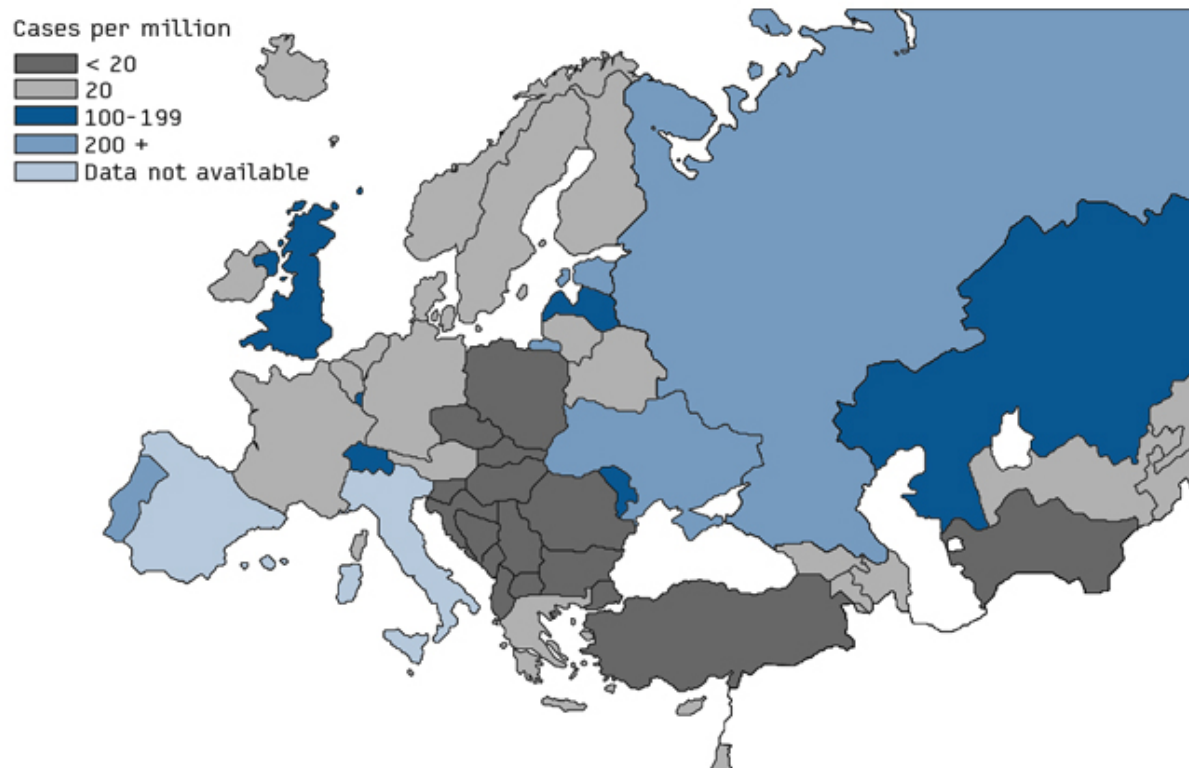 Cases per million
< 20
20
100-199
200 +
Data not available